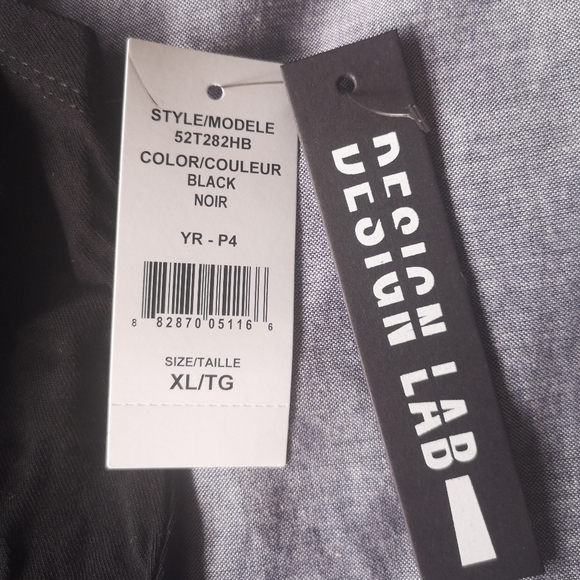 STYLE/MODELE
52T282HB
COLOR/COULEUR
BLACK
NOIR
YR - P4
8 82870 05116 6
SIZE/TAILLE
XL/TG
DESIGN LAB
DESIGN